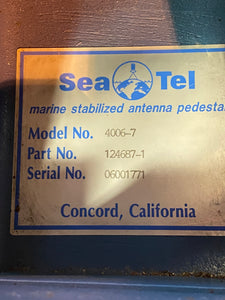 Sea Tel
marine stabilized antenna pedesta
Model No. 4006-7
Part No. 124687-1
Serial No. 06001771
Concord, California